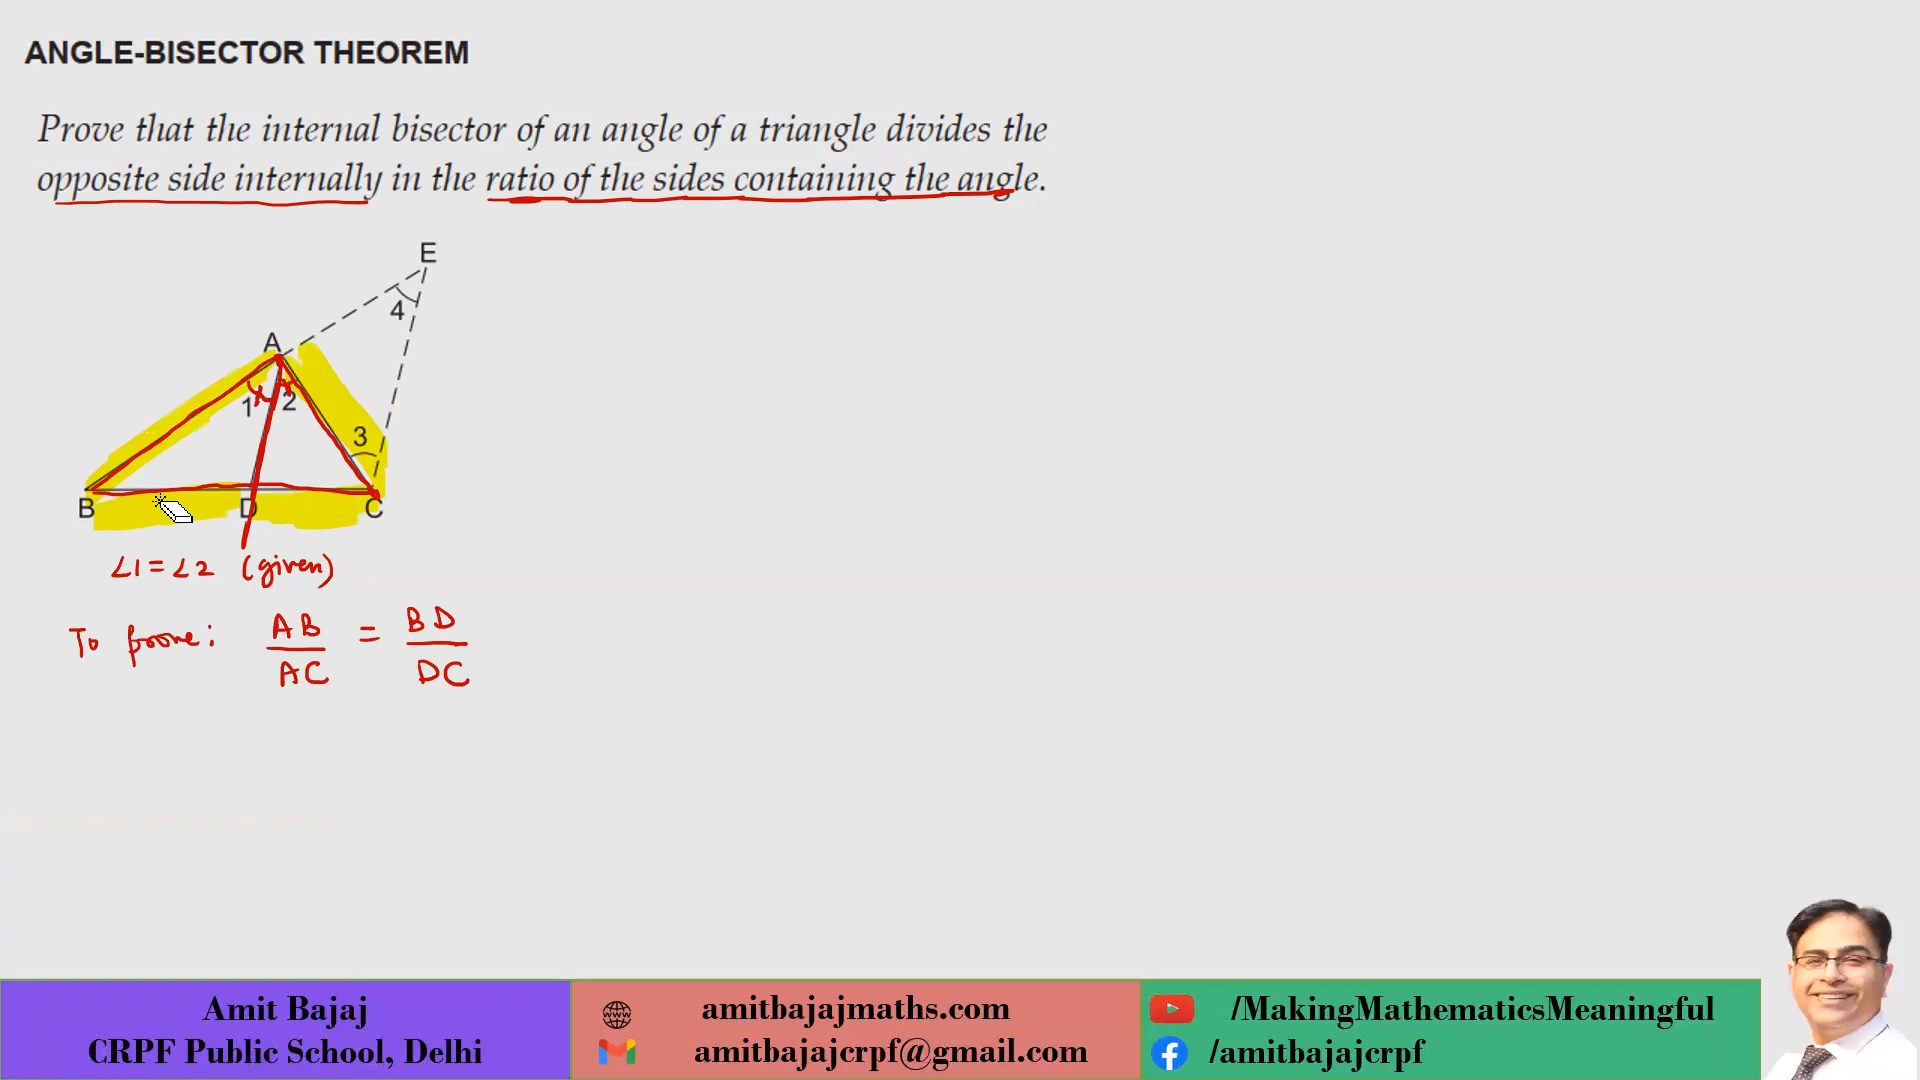 ANGLE-BISECTOR THEOREM
Prove that the internal bisector of an angle of a triangle divides the
opposite side internally in the ratio of the sides containing the angle.
E
4
A
1 2
3
B D C
∠1 = ∠2 (given)
To prove: AB/AC = BD/DC
Amit Bajaj
CRPF Public School, Delhi
www
amitbajajmaths.com
amitbajajcrpf@gmail.com
/MakingMathematicsMeaningful
/amitbajajcrpf